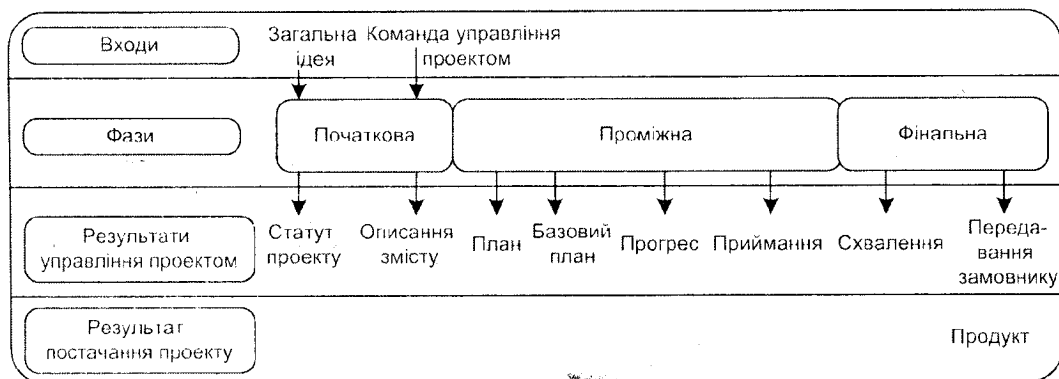 Входи
Загальна ідея
Команда управління проектом
Фази
Початкова
Проміжна
Фінальна
Результати
управління проектом
Статут
проекту
Описання
змісту
План
Базовий
план
Прогрес
Приймання
Схвалення
Переда-
вання
замовнику
Результат
постачання проекту
Продукт